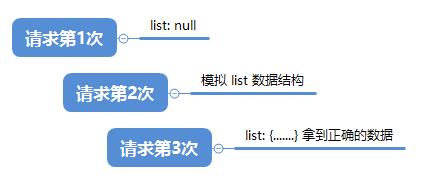 请求第1次
list: null
请求第2次
模拟 list 数据结构
请求第3次
list: {.......} 拿到正确的数据